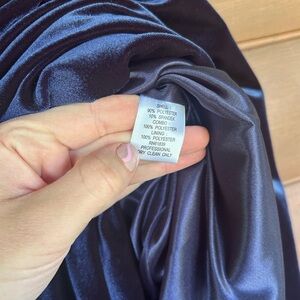 SHELL
90% POLYESTER
10% SPANDEX
COMBO
100% POLYESTER
LINING
100% POLYESTER
PROFESSIONAL
DRY CLEAN ONLY